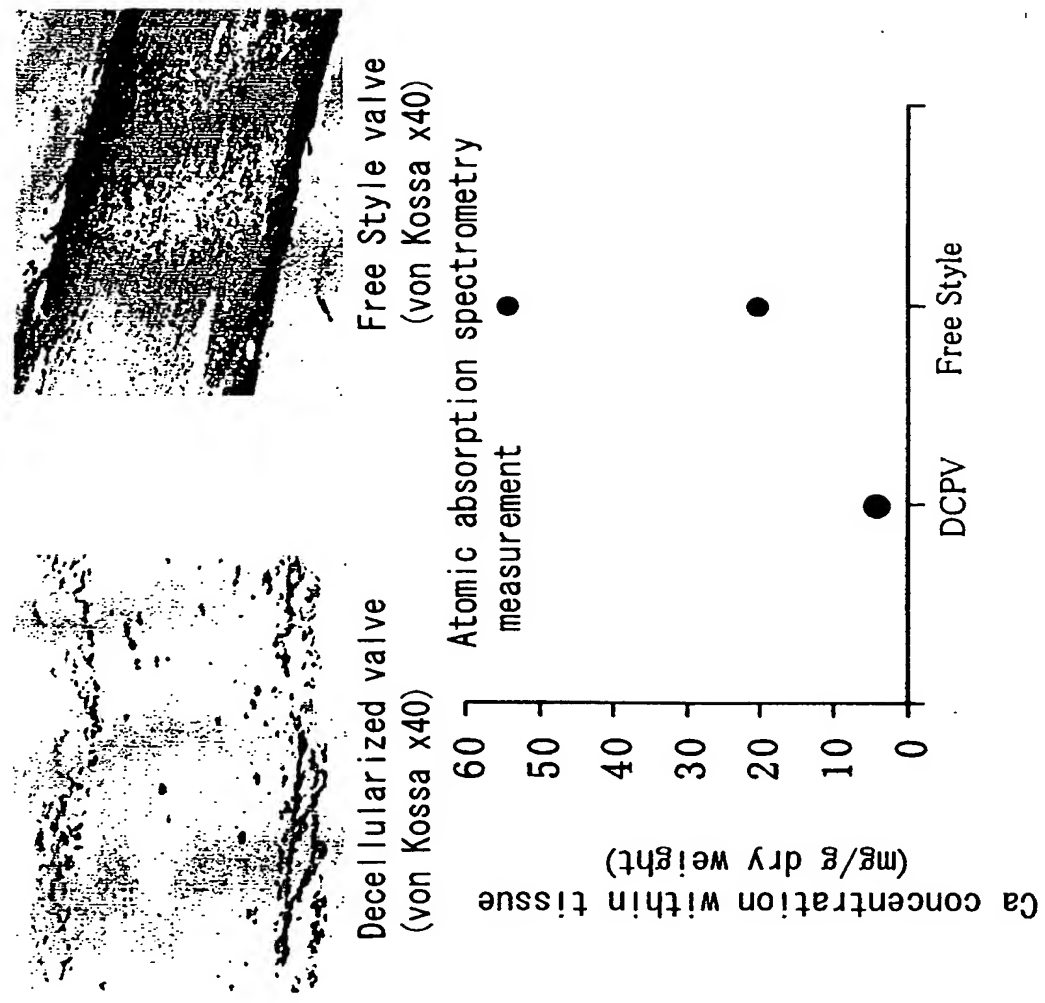 Decellularized valve
(von Kossa x40)
Free Style valve
(von Kossa x40)
Atomic absorption spectrometry
measurement
Ca concentration within tissue
(mg/g dry weight)
60
50
40
30
20
10
0
DCPV
Free Style